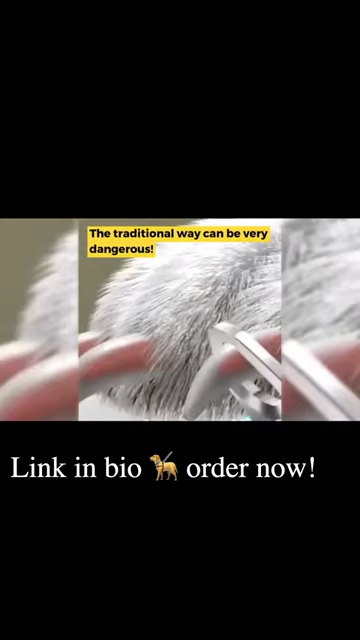 The traditional way can be very
dangerous!
Link in bio 🦮 order now!